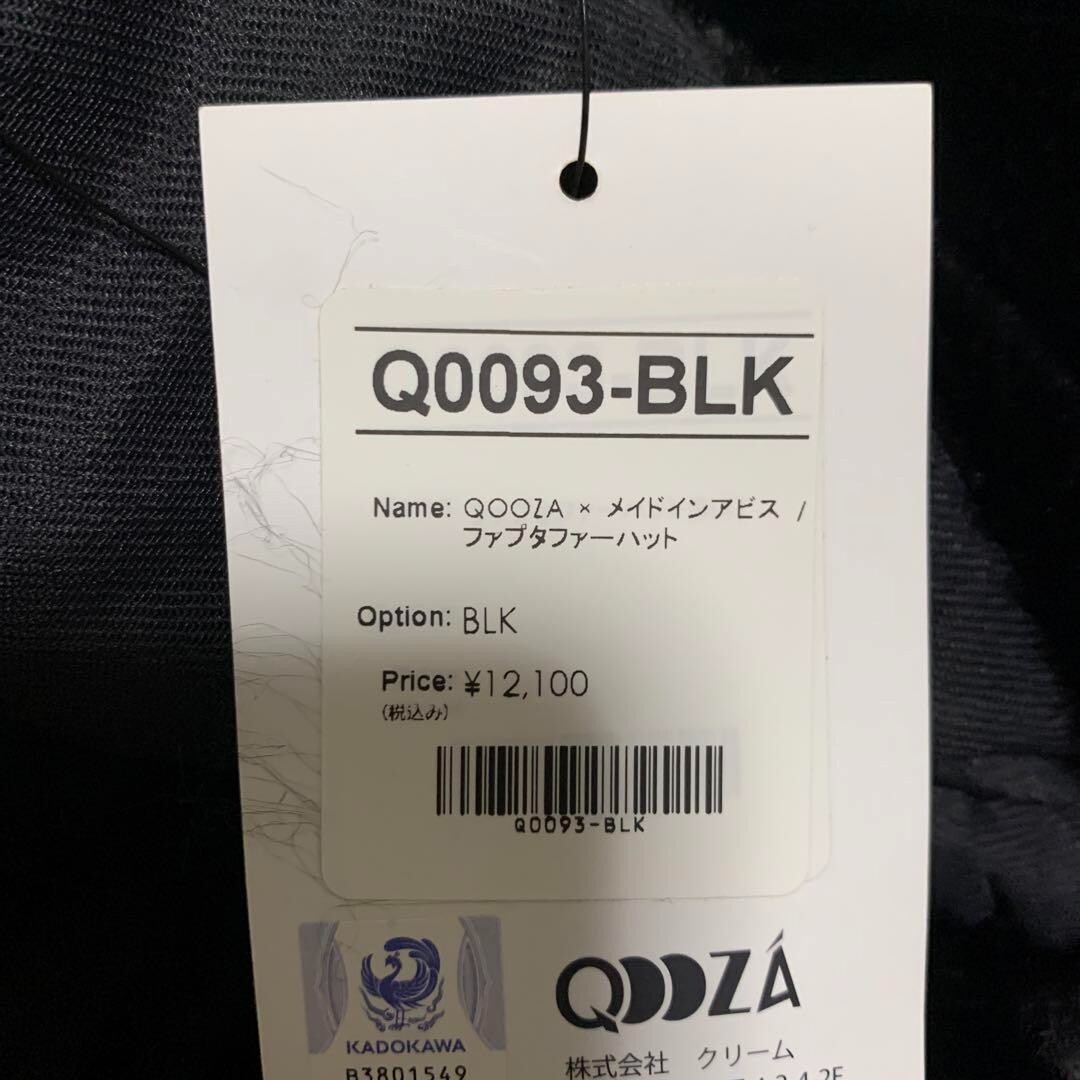 Q0093-BLK
Name: QOOZA × メイドインアビス /
ファプタファーハット
Option: BLK
Price: ¥12,100
(税込み)
Q0093-BLK
KADOKAWA
B3801549
QOOZÁ
株式会社 クリーム